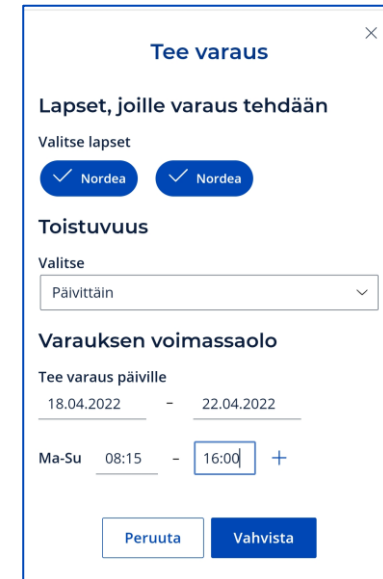 Tee varaus
Lapset, joille varaus tehdään
Valitse lapset
Nordea Nordea
Toistuvuus
Valitse
Päivittäin
Varauksen voimassaolo
Tee varaus päiville
18.04.2022 – 22.04.2022
Ma-Su 08:15 – 16:00 +
Peruuta Vahvista